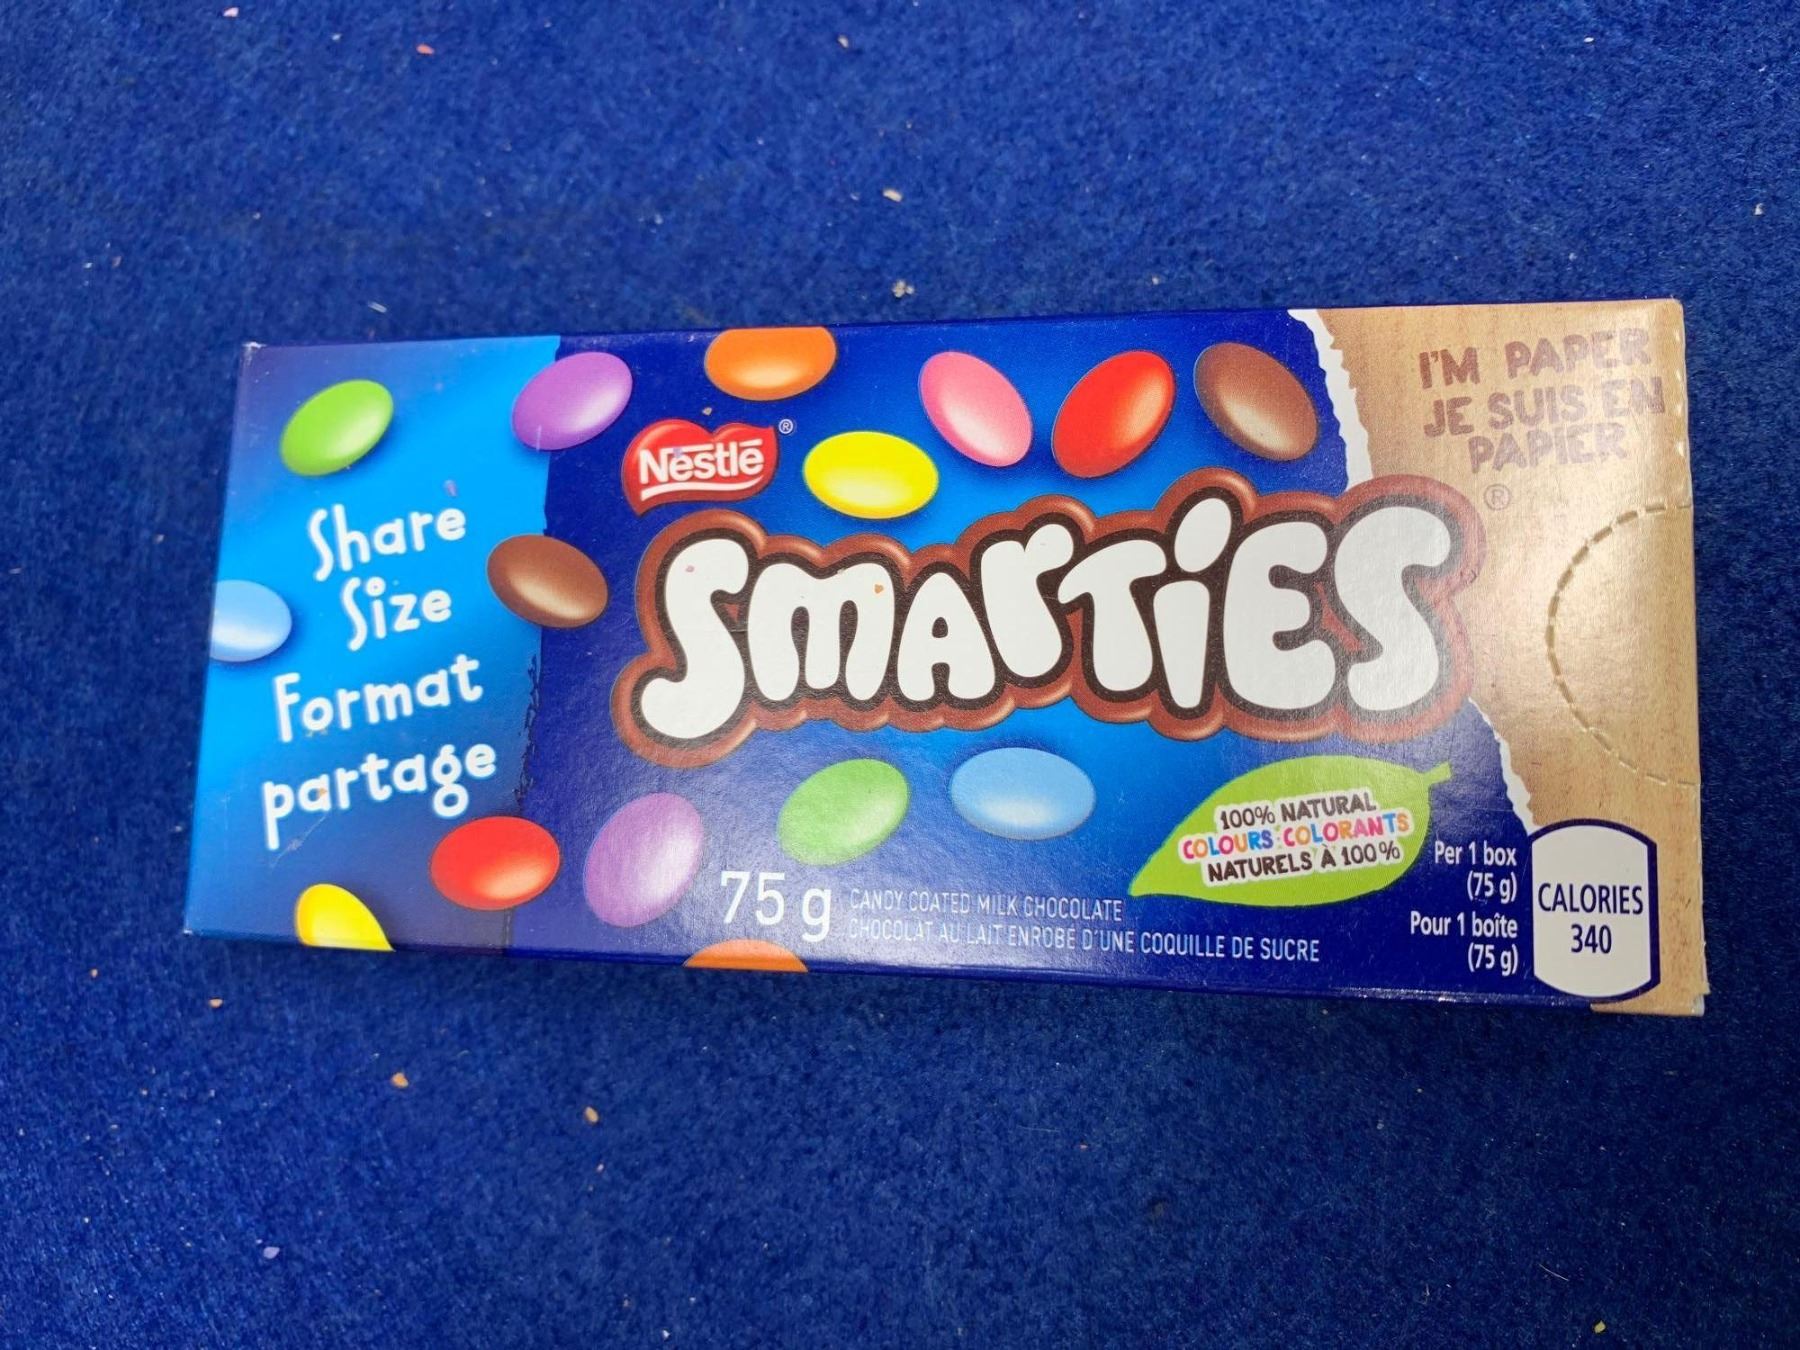 Share
Size
Format
partage
Nestlé®
SMARTIES®
I'M PAPER
JE SUIS EN
PAPIER
100% NATURAL
COLOURS·COLORANTS
NATURELS À 100%
75 g
CANDY COATED MILK CHOCOLATE
CHOCOLAT AU LAIT ENROBÉ D'UNE COQUILLE DE SUCRE
Per 1 box
(75 g)
Pour 1 boîte
(75 g)
CALORIES
340